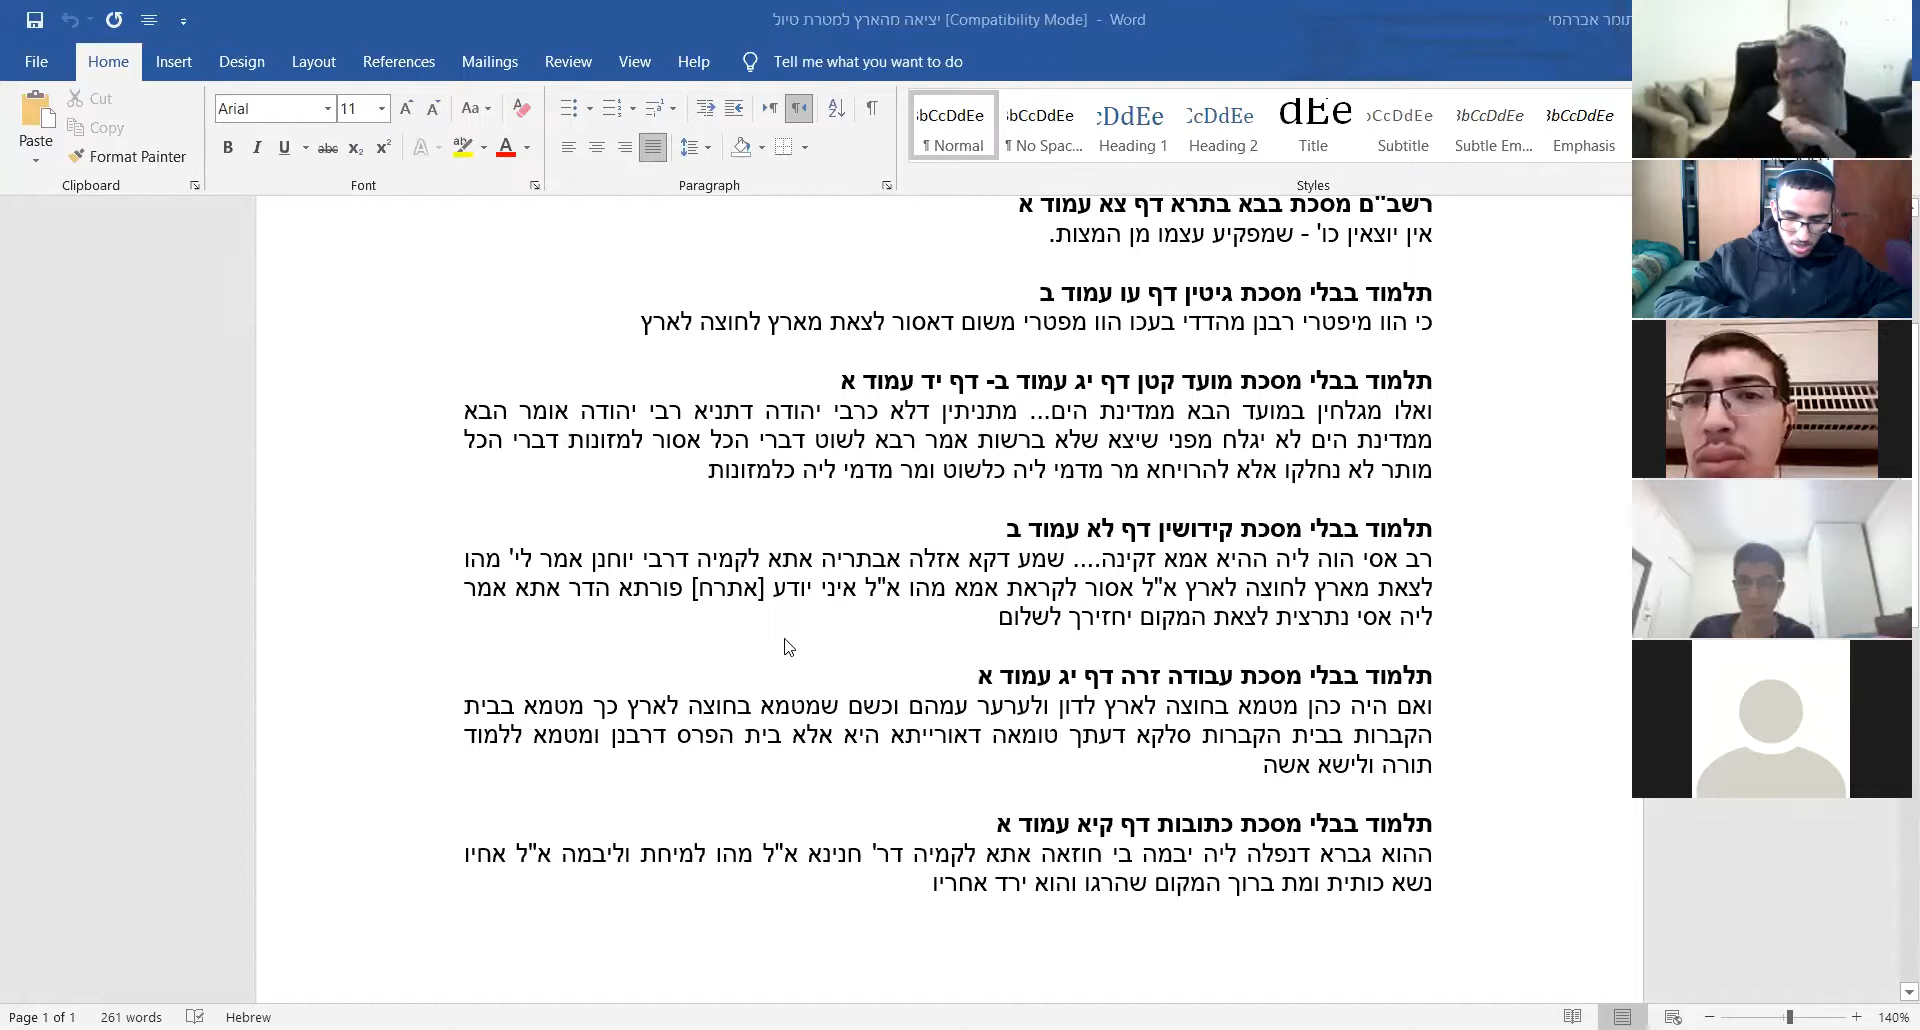 יציאה מהארץ למטרת טיול [Compatibility Mode] - Word
תומר אברהמי
File Home Insert Design Layout References Mailings Review View Help Tell me what you want to do
Paste
Cut
Copy
Format Painter
Clipboard
Arial 11
Font
Paragraph
¶ Normal
¶ No Spac...
Heading 1
Heading 2
Title
Subtitle
Subtle Em...
Emphasis
Styles
רשב"ם מסכת בבא בתרא דף צא עמוד א
אין יוצאין כו' - שמפקיע עצמו מן המצות.
תלמוד בבלי מסכת גיטין דף עו עמוד ב
כי הוו מיפטרי רבנן מהדדי בעכו הוו מפטרי משום דאסור לצאת מארץ לחוצה לארץ
תלמוד בבלי מסכת מועד קטן דף יג עמוד ב- דף יד עמוד א
ואלו מגלחין במועד הבא ממדינת הים... מתניתין דלא כרבי יהודה דתניא רבי יהודה אומר הבא
ממדינת הים לא יגלח מפני שיצא שלא ברשות אמר רבא לשוט דברי הכל אסור למזונות דברי הכל
מותר לא נחלקו אלא להרויחא מר מדמי ליה כלשוט ומר מדמי ליה כלמזונות
תלמוד בבלי מסכת קידושין דף לא עמוד ב
רב אסי הוה ליה ההיא אמא זקינה.... שמע דקא אזלה אבתריה אתא לקמיה דרבי יוחנן אמר לי' מהו
לצאת מארץ לחוצה לארץ א"ל אסור לקראת אמא מהו א"ל איני יודע [אתרח] פורתא הדר אתא אמר
ליה אסי נתרצית לצאת המקום יחזירך לשלום
תלמוד בבלי מסכת עבודה זרה דף יג עמוד א
ואם היה כהן מטמא בחוצה לארץ לדון ולערער עמהם וכשם שמטמא בחוצה לארץ כך מטמא בבית
הקברות בבית הקברות סלקא דעתך טומאה דאורייתא היא אלא בית הפרס דרבנן ומטמא ללמוד
תורה ולישא אשה
תלמוד בבלי מסכת כתובות דף קיא עמוד א
ההוא גברא דנפלה ליה יבמה בי חוזאה אתא לקמיה דר' חנינא א"ל מהו למיחת וליבמה א"ל אחיו
נשא כותית ומת ברוך המקום שהרגו והוא ירד אחריו
Page 1 of 1 261 words Hebrew 140%